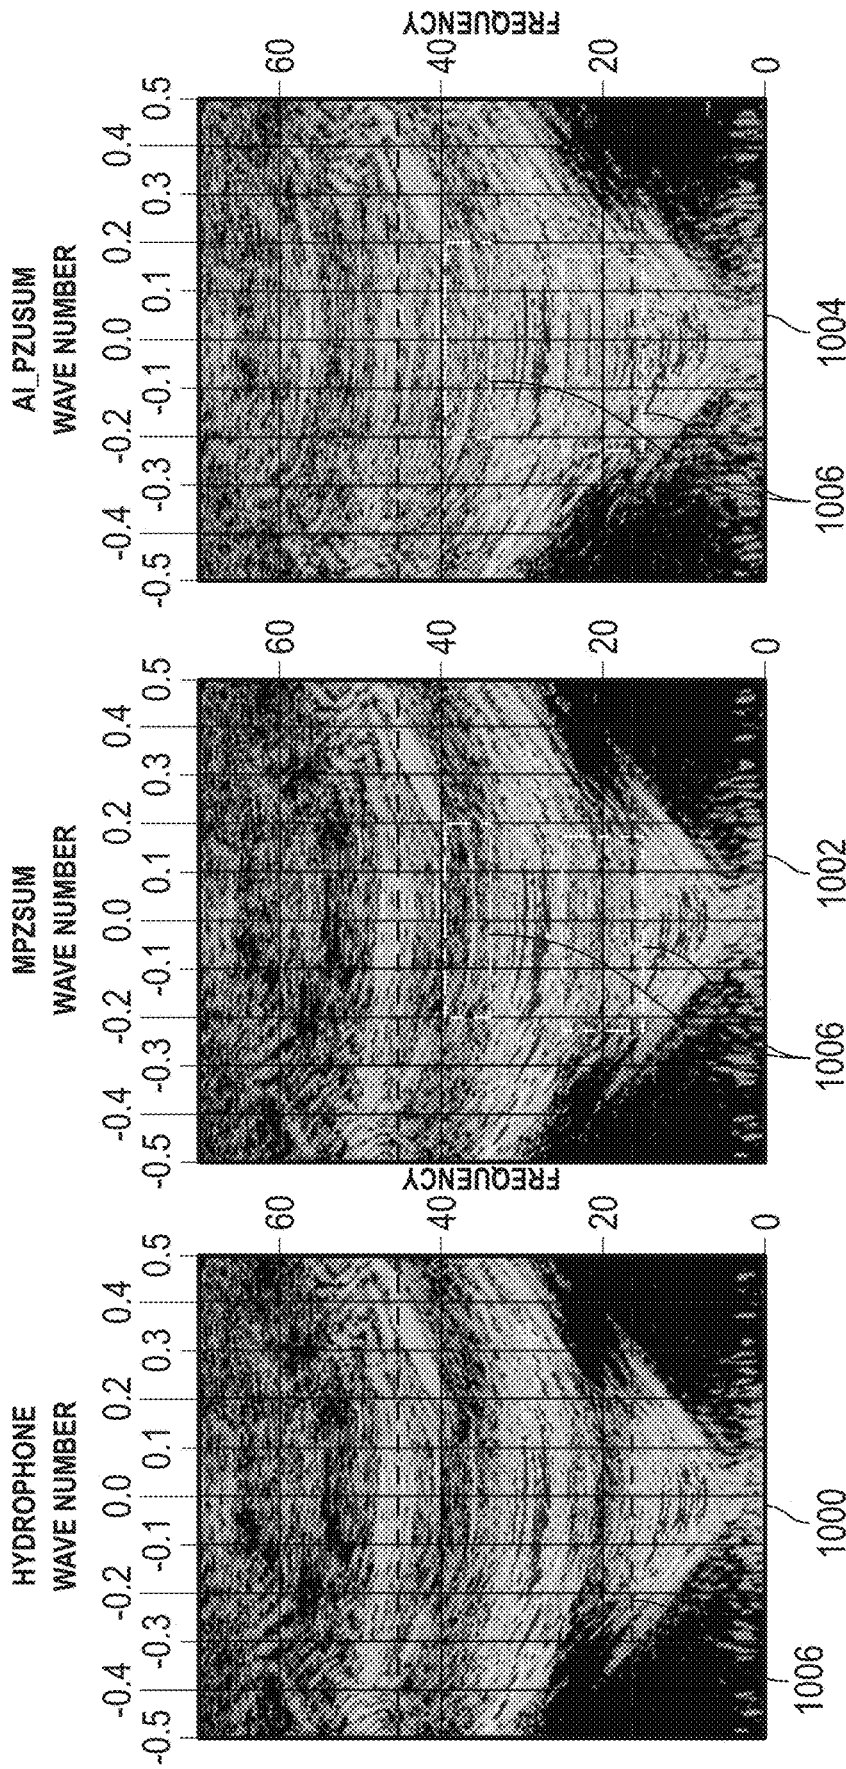 HYDROPHONE
WAVE NUMBER
-0.4 -0.2 0.0 0.2 0.4
-0.5 -0.3 -0.1 0.1 0.3 0.5
60
40
20
0
FREQUENCY
1006
1000
MPZSUM
WAVE NUMBER
-0.4 -0.2 0.0 0.2 0.4
-0.5 -0.3 -0.1 0.1 0.3 0.5
60
40
20
0
1006
1002
AI_PZUSUM
WAVE NUMBER
-0.4 -0.2 0.0 0.2 0.4
-0.5 -0.3 -0.1 0.1 0.3 0.5
60
40
20
0
FREQUENCY
1006
1004